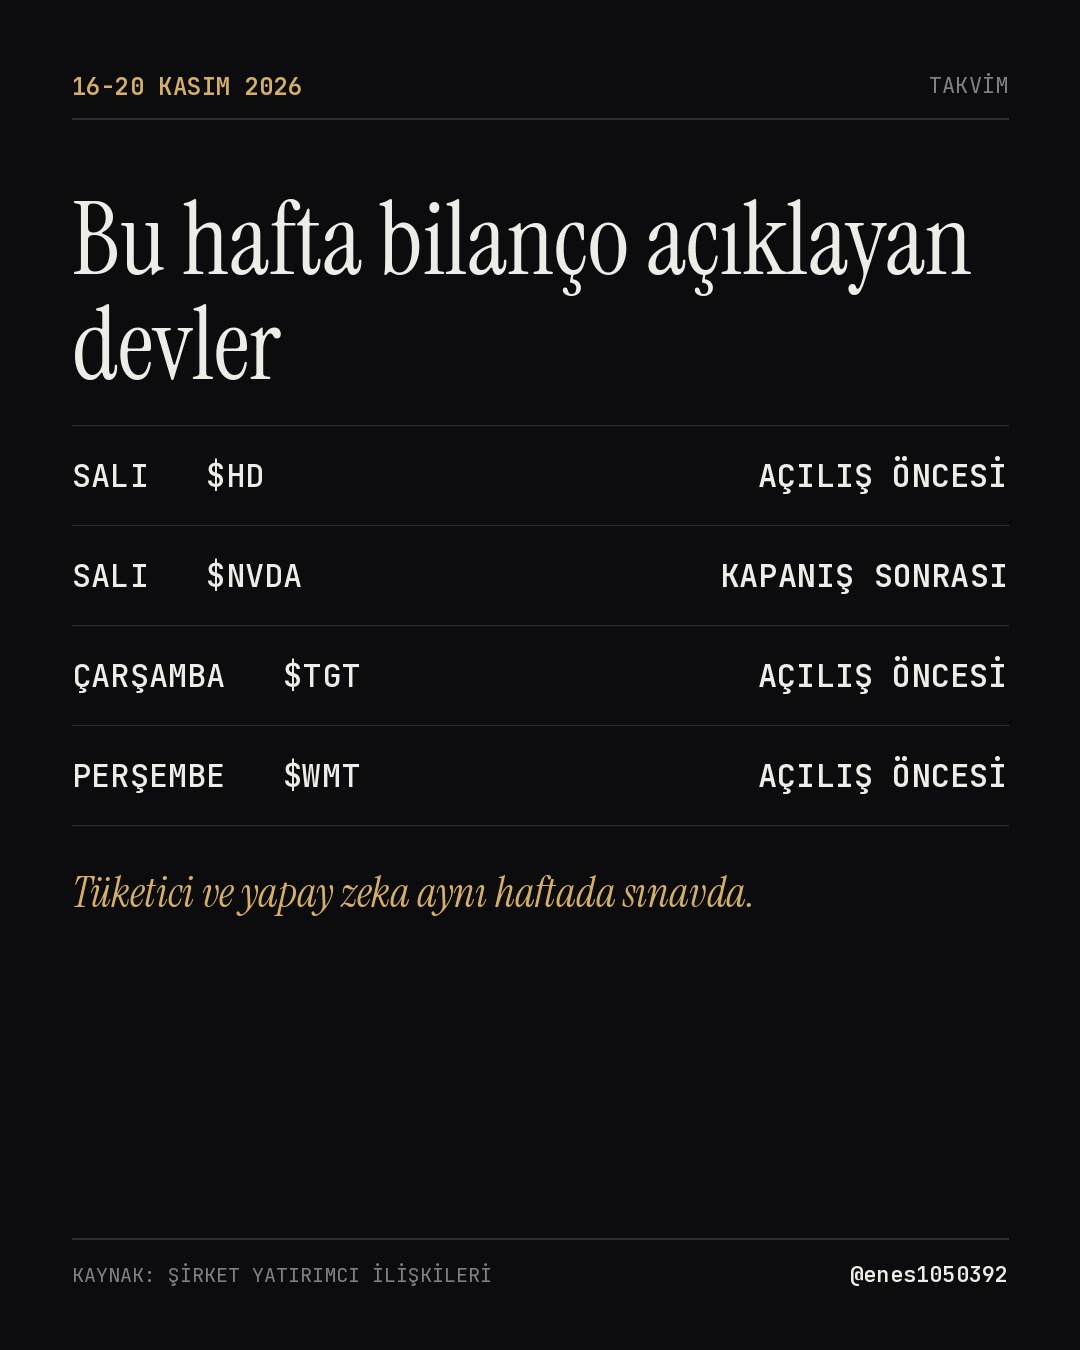 16-20 KASIM 2026
TAKVİM
Bu hafta bilanço açıklayan
devler
SALI $HD AÇILIŞ ÖNCESİ
SALI $NVDA KAPANIŞ SONRASI
ÇARŞAMBA $TGT AÇILIŞ ÖNCESİ
PERŞEMBE $WMT AÇILIŞ ÖNCESİ
Tüketici ve yapay zeka aynı haftada sınavda.
KAYNAK: ŞİRKET YATIRIMCI İLİŞKİLERİ
@enes1050392